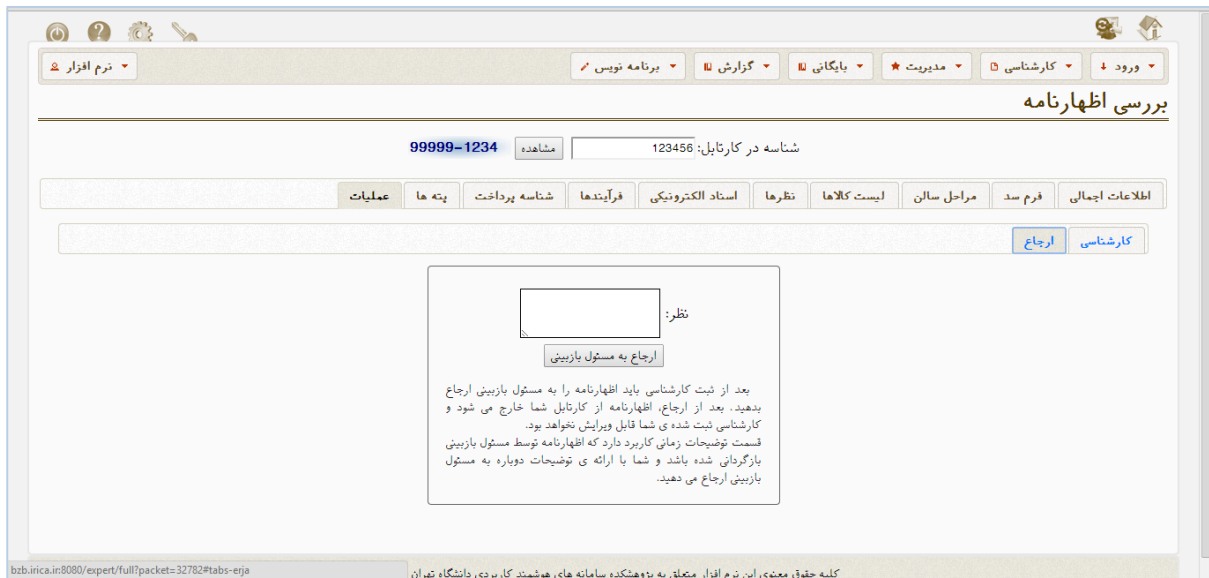 ورود
کارشناسی
مدیریت
بایگانی
گزارش
برنامه نویس
نرم افزار
بررسی اظهارنامه
شناسه در کارتابل: 123456 مشاهده 99999-1234
اطلاعات اجمالی
فرم سد
مراحل سالن
لیست کالاها
نظرها
اسناد الکترونیکی
فرآیندها
شناسه پرداخت
پته ها
عملیات
کارشناسی
ارجاع
نظر:
ارجاع به مسئول بازبینی
بعد از ثبت کارشناسی باید اظهارنامه را به مسئول بازبینی ارجاع
بدهید. بعد از ارجاع، اظهارنامه از کارتابل شما خارج می شود و
کارشناسی ثبت شده ی شما قابل ویرایش نخواهد بود.
قسمت توضیحات زمانی کاربرد دارد که اظهارنامه توسط مسئول بازبینی
بازگردانی شده باشد و شما با ارائه ی توضیحات دوباره به مسئول
بازبینی ارجاع می دهید.
کلیه حقوق معنوی این نرم افزار متعلق به پژوهشکده سامانه های هوشمند کاربردی دانشگاه تهران
bzb.irica.ir:8080/expert/full?packet=32782#tabs-erja